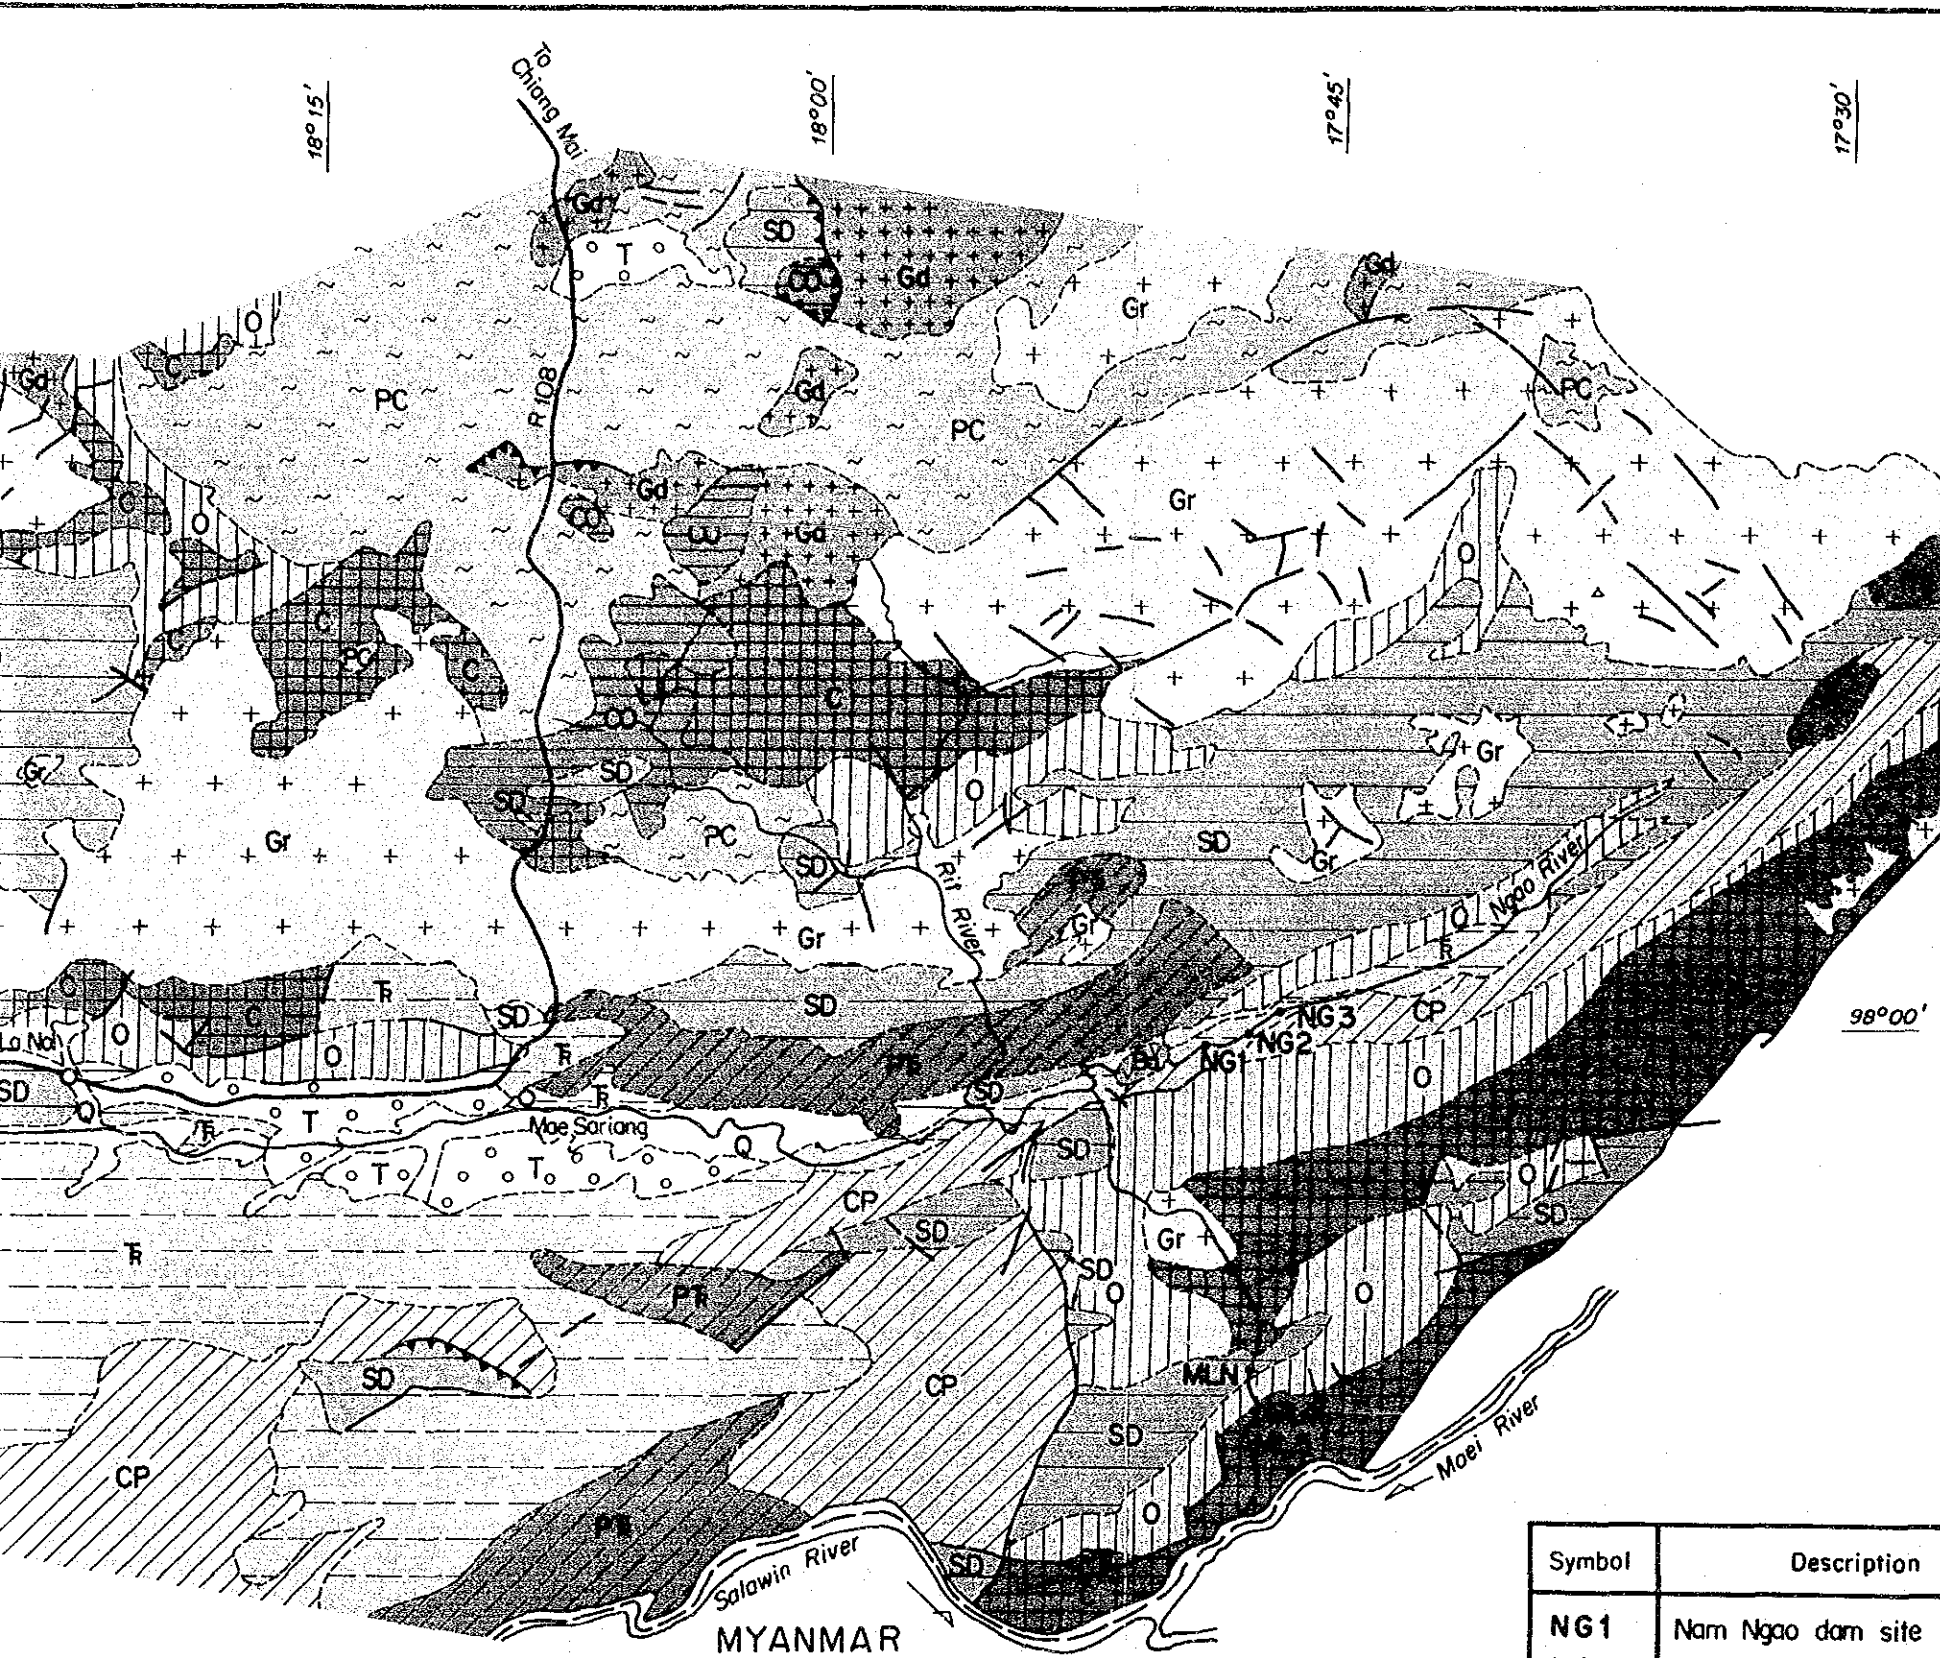 To
Chiang Mai
18°15'
18°00'
17°45'
17°30'
Gd
SD
T
CO
Gd
Gd
Gr
O
C
Gd
PC
R 108
Gd
PC
PC
C
O
Gd
CO
Gr
O
C
C
PC
C
C
CO
Gr
SD
O
Gr
PC
SD
SD
Gr
Gr
Rit River
Gr
Ngao River
O
Gr
SD
TR
C
O
O
SD
TR
CP
NG3
NG2
NG1
98°00'
La Noi
SD
Q
TR
T
TR
Mae Sariang
Q
SD
O
SD
T
T
CP
SD
O
SD
Gr
TR
SD
O
O
PTR
SD
CP
MLN
SD
CP
Moei River
PTR
O
SD
Salawin River
MYANMAR
Symbol
Description
NG1
Nam Ngao dam site